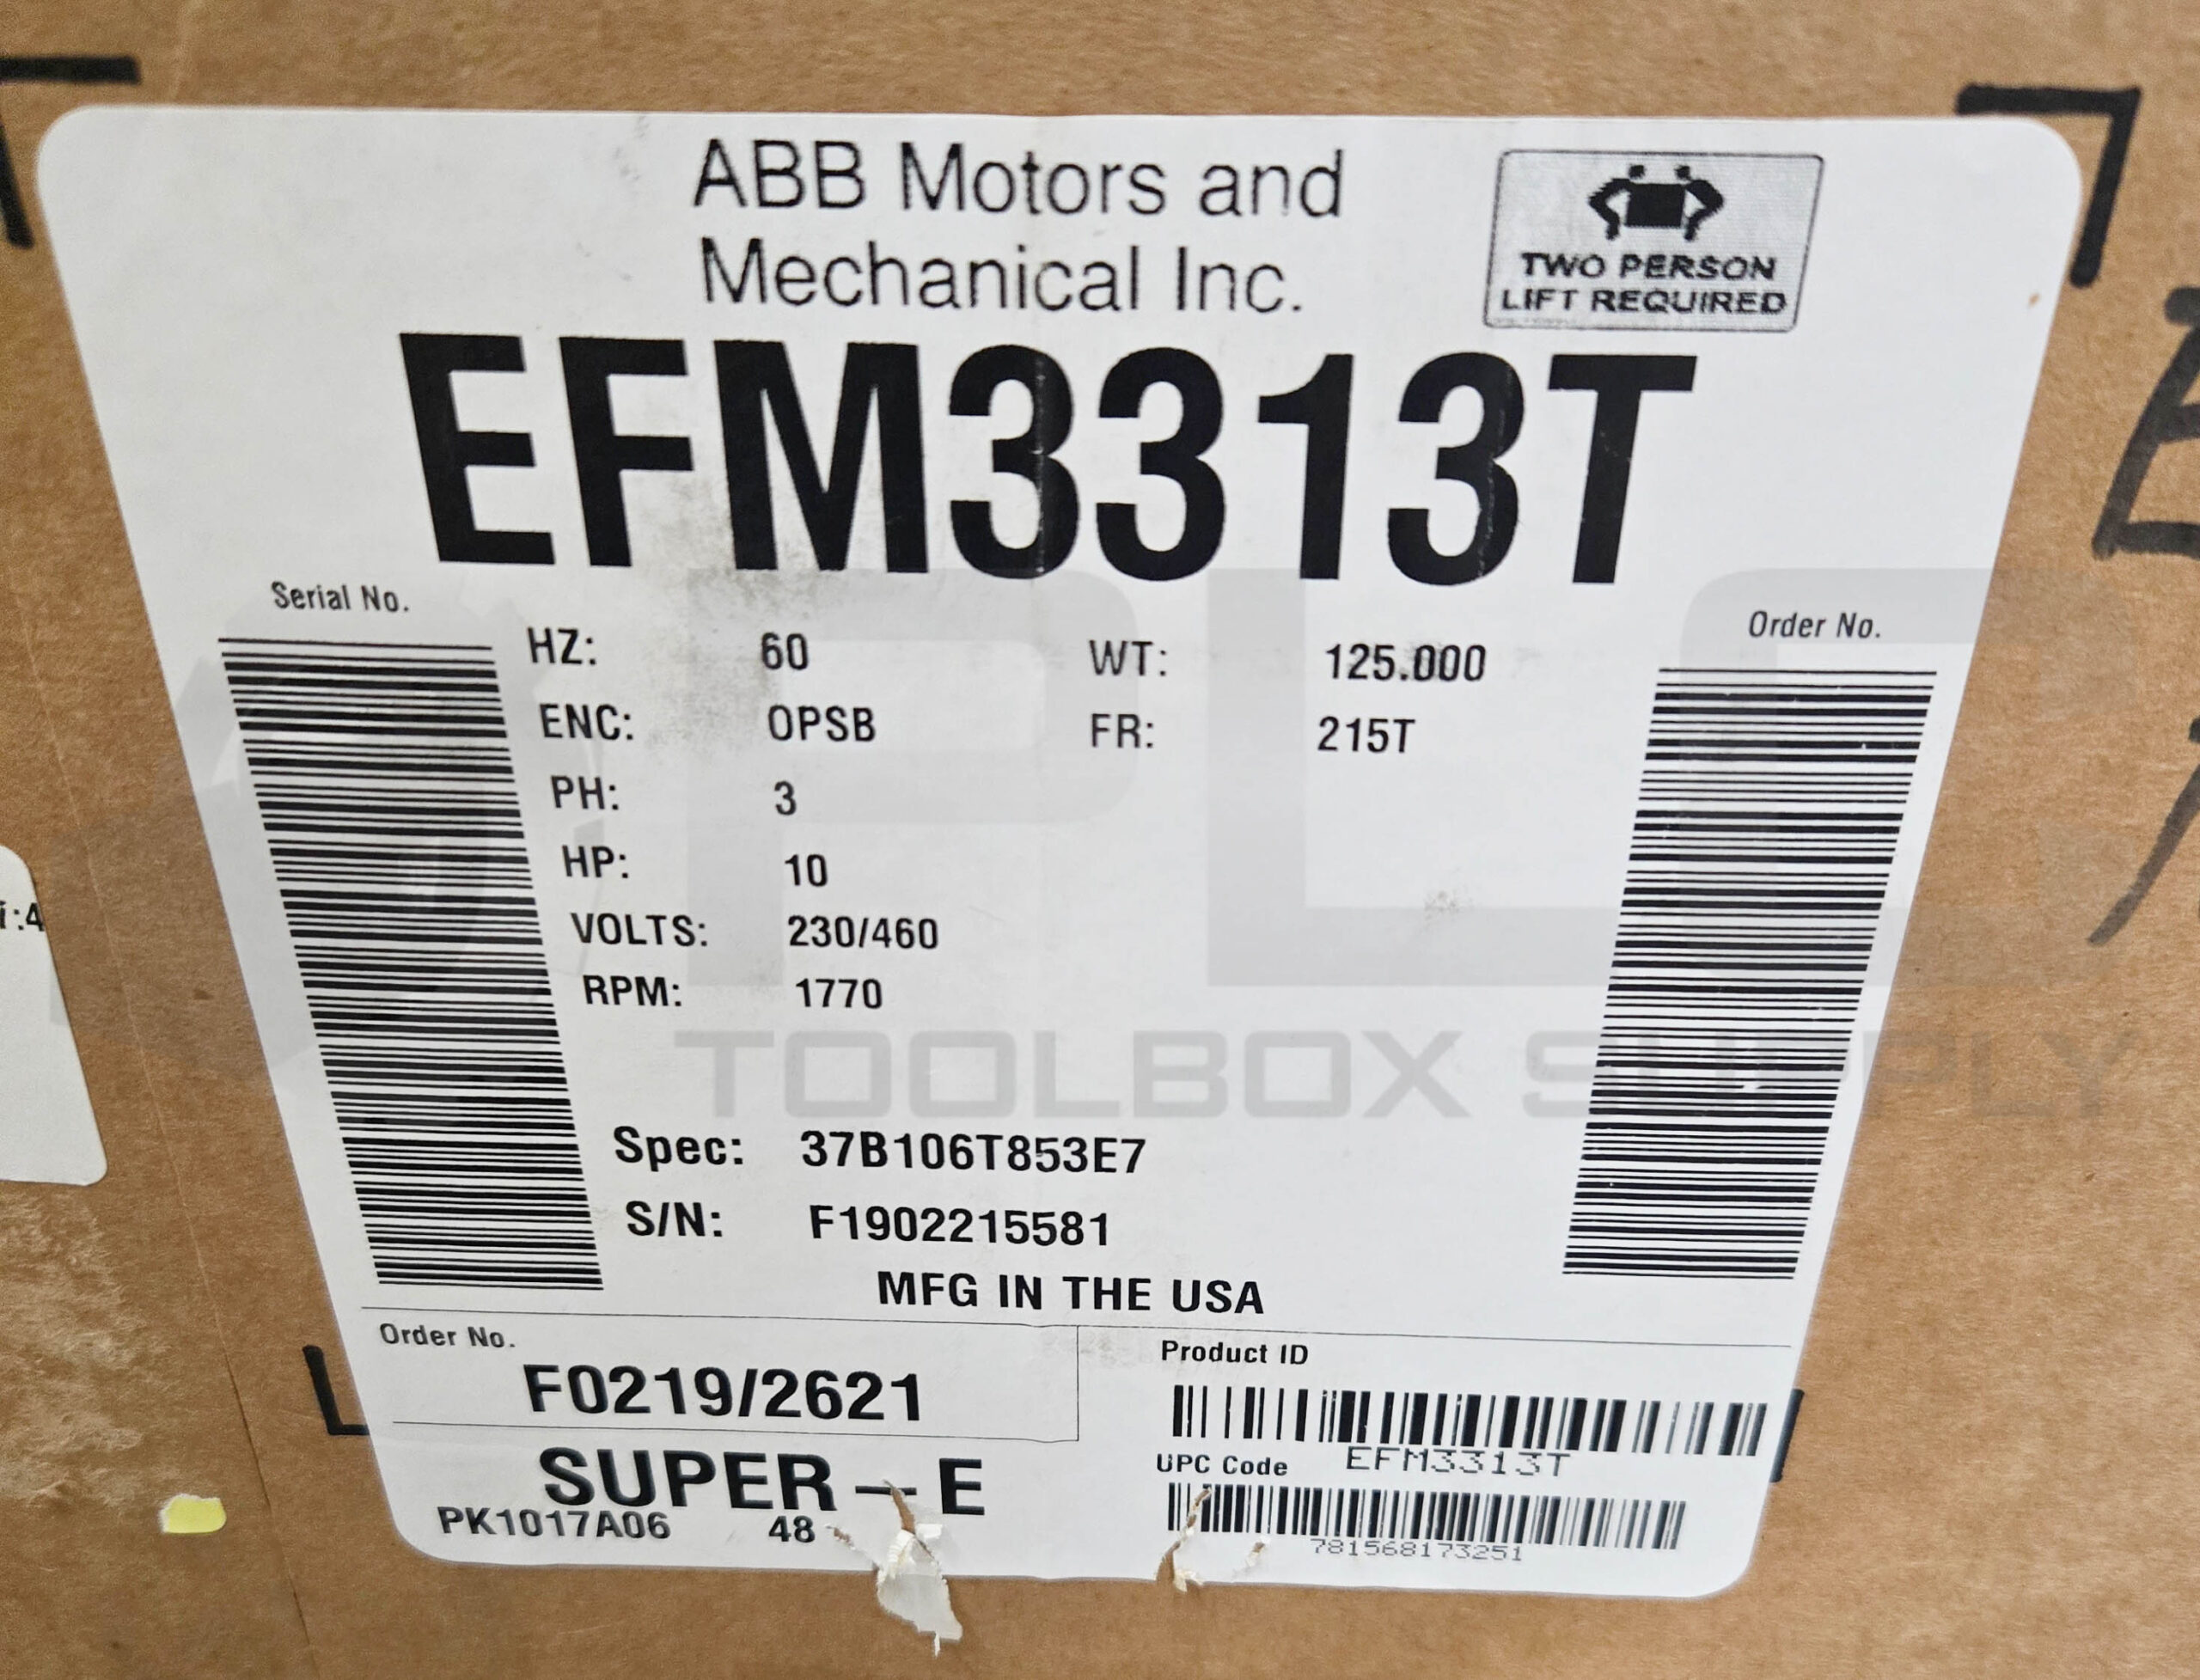 ABB Motors and
Mechanical Inc.
TWO PERSON
LIFT REQUIRED
EFM3313T
Serial No.
Order No.
HZ: 60 WT: 125.000
ENC: OPSB FR: 215T
PH: 3
HP: 10
VOLTS: 230/460
RPM: 1770
PLC
TOOLBOX SUPPLY
Spec: 37B106T853E7
S/N: F1902215581
MFG IN THE USA
Order No.
F0219/2621
Product ID
EFM3313T
SUPER - E
UPC Code
781568173251
PK1017A06 48